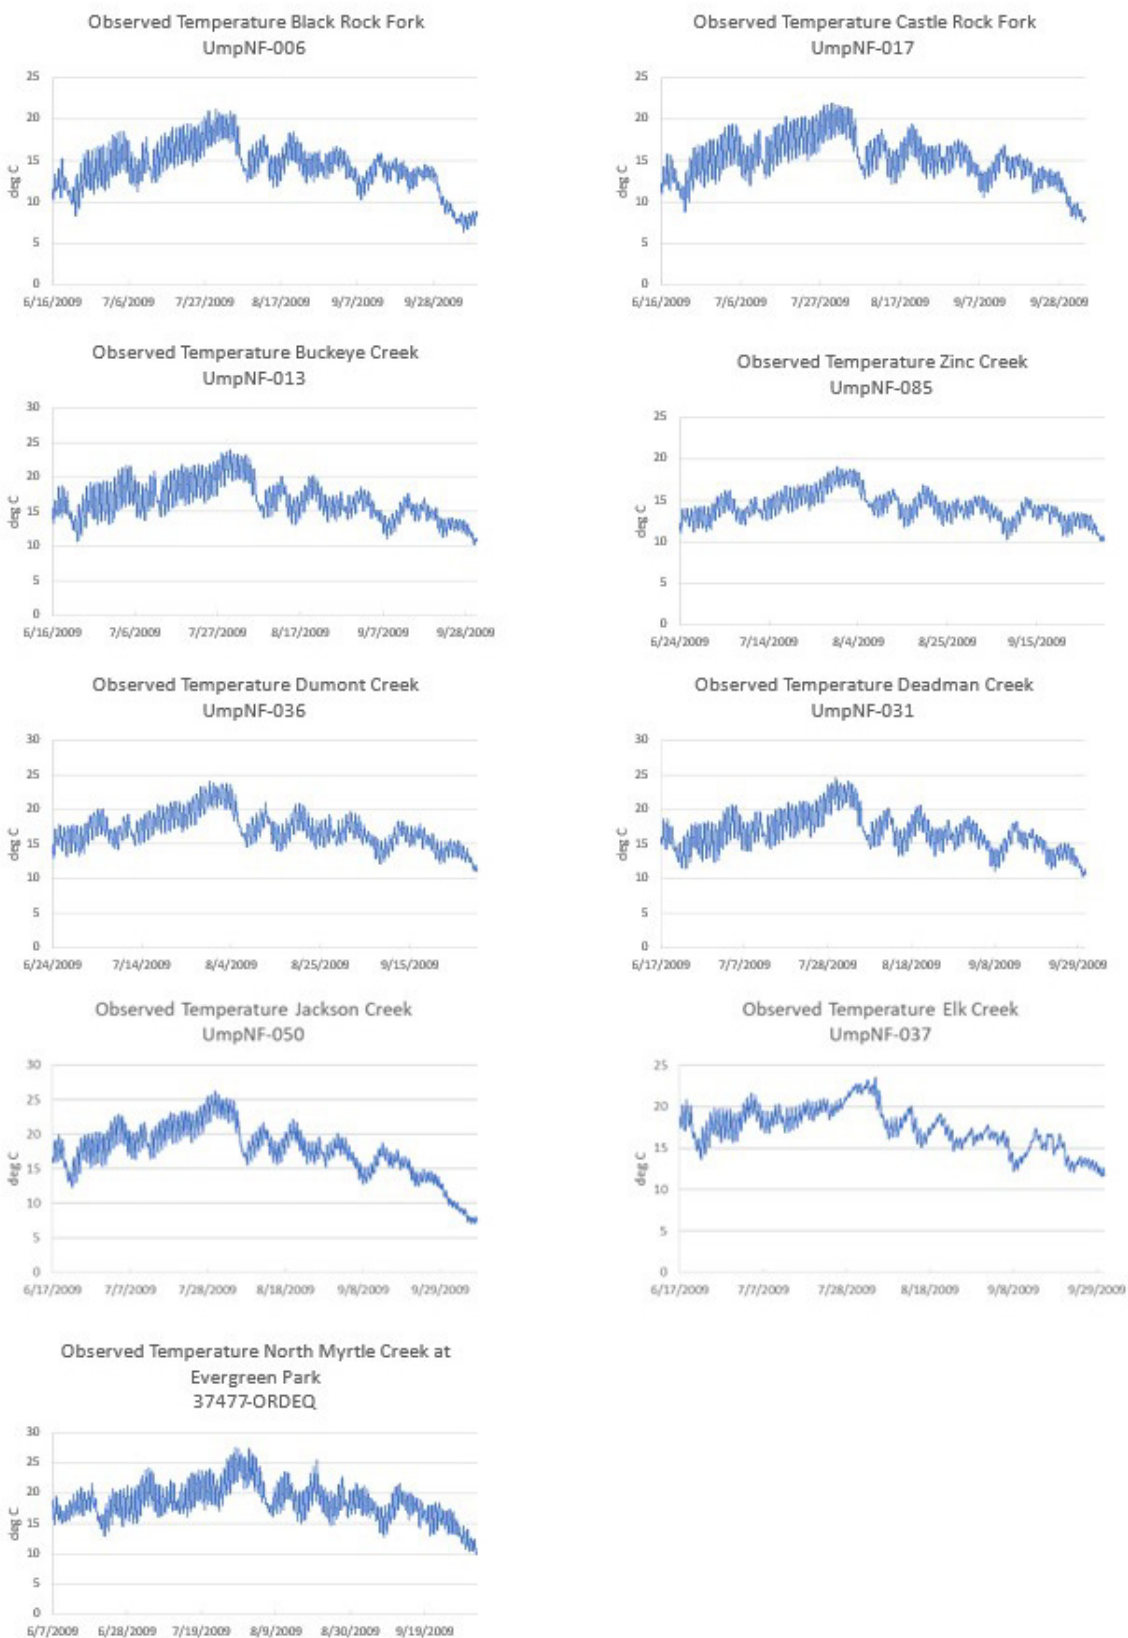 Observed Temperature Black Rock Fork
UmpNF-006
25
20
15
10
5
0
deg C
6/16/2009 7/6/2009 7/27/2009 8/17/2009 9/7/2009 9/28/2009
Observed Temperature Castle Rock Fork
UmpNF-017
25
20
15
10
5
0
deg C
6/16/2009 7/6/2009 7/27/2009 8/17/2009 9/7/2009 9/28/2009
Observed Temperature Buckeye Creek
UmpNF-013
30
25
20
15
10
5
0
deg C
6/16/2009 7/6/2009 7/27/2009 8/17/2009 9/7/2009 9/28/2009
Observed Temperature Zinc Creek
UmpNF-085
25
20
15
10
5
0
deg C
6/24/2009 7/14/2009 8/4/2009 8/25/2009 9/15/2009
Observed Temperature Dumont Creek
UmpNF-036
30
25
20
15
10
5
0
deg C
6/24/2009 7/14/2009 8/4/2009 8/25/2009 9/15/2009
Observed Temperature Deadman Creek
UmpNF-031
30
25
20
15
10
5
0
deg C
6/17/2009 7/7/2009 7/28/2009 8/18/2009 9/8/2009 9/29/2009
Observed Temperature Jackson Creek
UmpNF-050
30
25
20
15
10
5
0
deg C
6/17/2009 7/7/2009 7/28/2009 8/18/2009 9/8/2009 9/29/2009
Observed Temperature Elk Creek
UmpNF-037
25
20
15
10
5
0
deg C
6/17/2009 7/7/2009 7/28/2009 8/18/2009 9/8/2009 9/29/2009
Observed Temperature North Myrtle Creek at
Evergreen Park
37477-ORDEQ
30
25
20
15
10
5
0
deg C
6/7/2009 6/28/2009 7/19/2009 8/9/2009 8/30/2009 9/19/2009